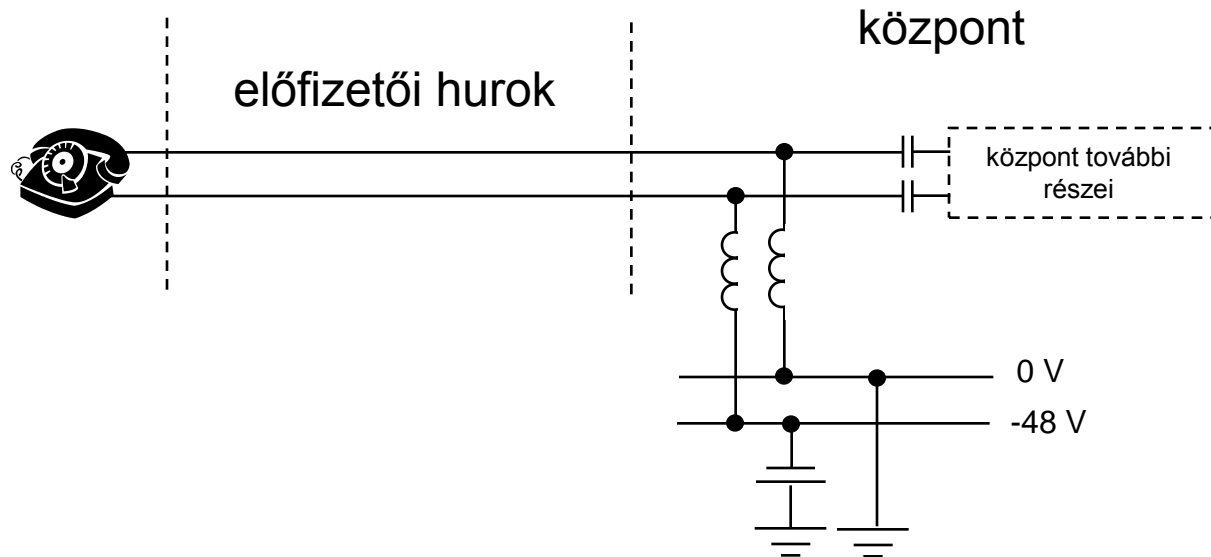 központ
előfizetői hurok
központ további
részei
0 V
-48 V